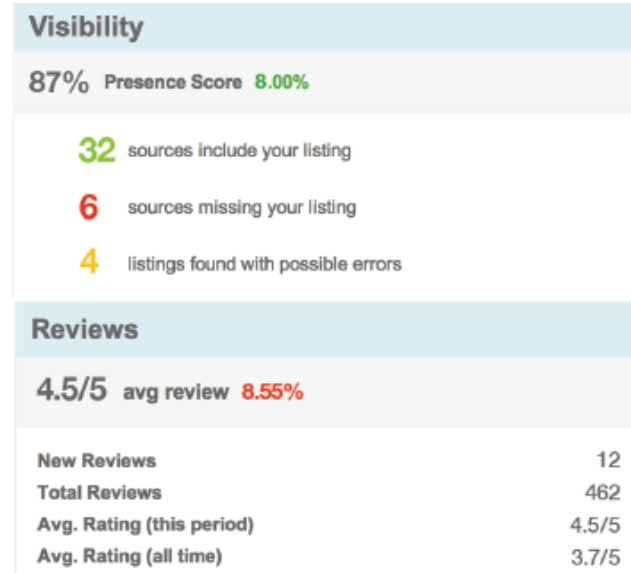 Visibility
87% Presence Score 8.00%
32 sources include your listing
6 sources missing your listing
4 listings found with possible errors
Reviews
4.5/5 avg review 8.55%
New Reviews 12
Total Reviews 462
Avg. Rating (this period) 4.5/5
Avg. Rating (all time) 3.7/5